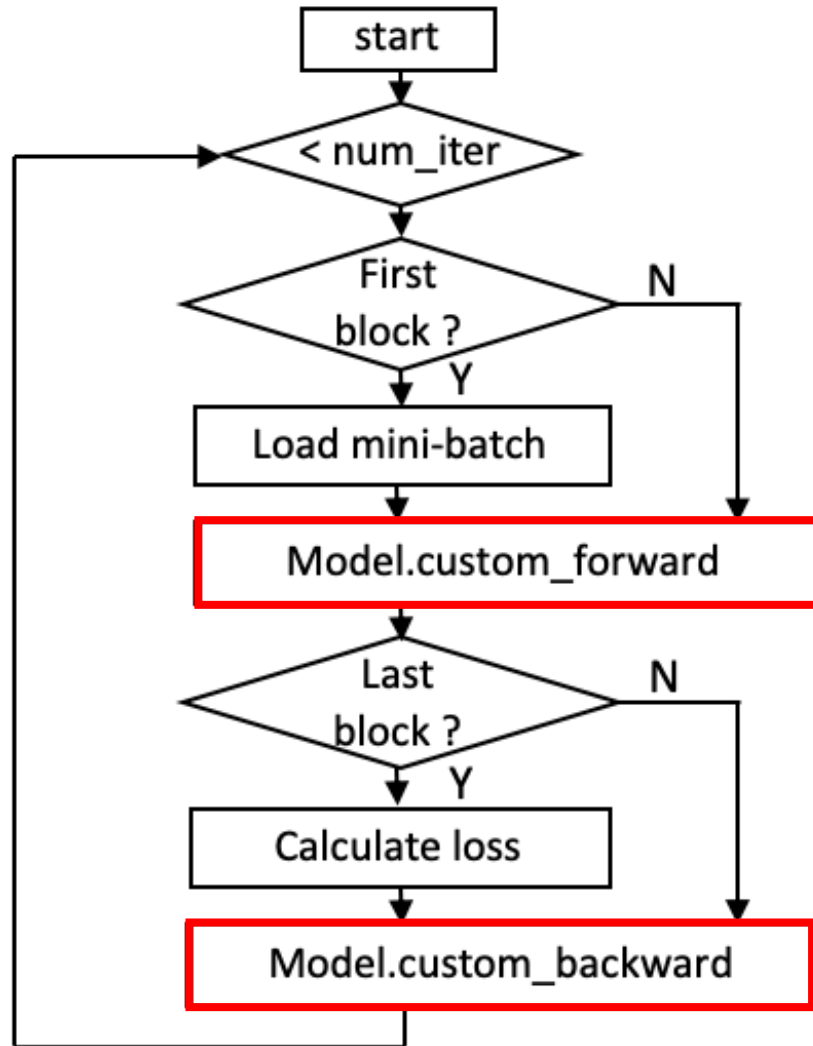 start
< num_iter
First
block ?
N
Y
Load mini-batch
Model.custom_forward
Last
block ?
N
Y
Calculate loss
Model.custom_backward